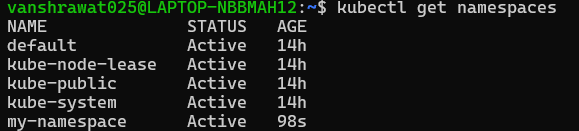 vanshrawat025@LAPTOP-NBBMAH12:~$ kubectl get namespaces
NAME              STATUS   AGE
default           Active   14h
kube-node-lease   Active   14h
kube-public       Active   14h
kube-system       Active   14h
my-namespace      Active   98s